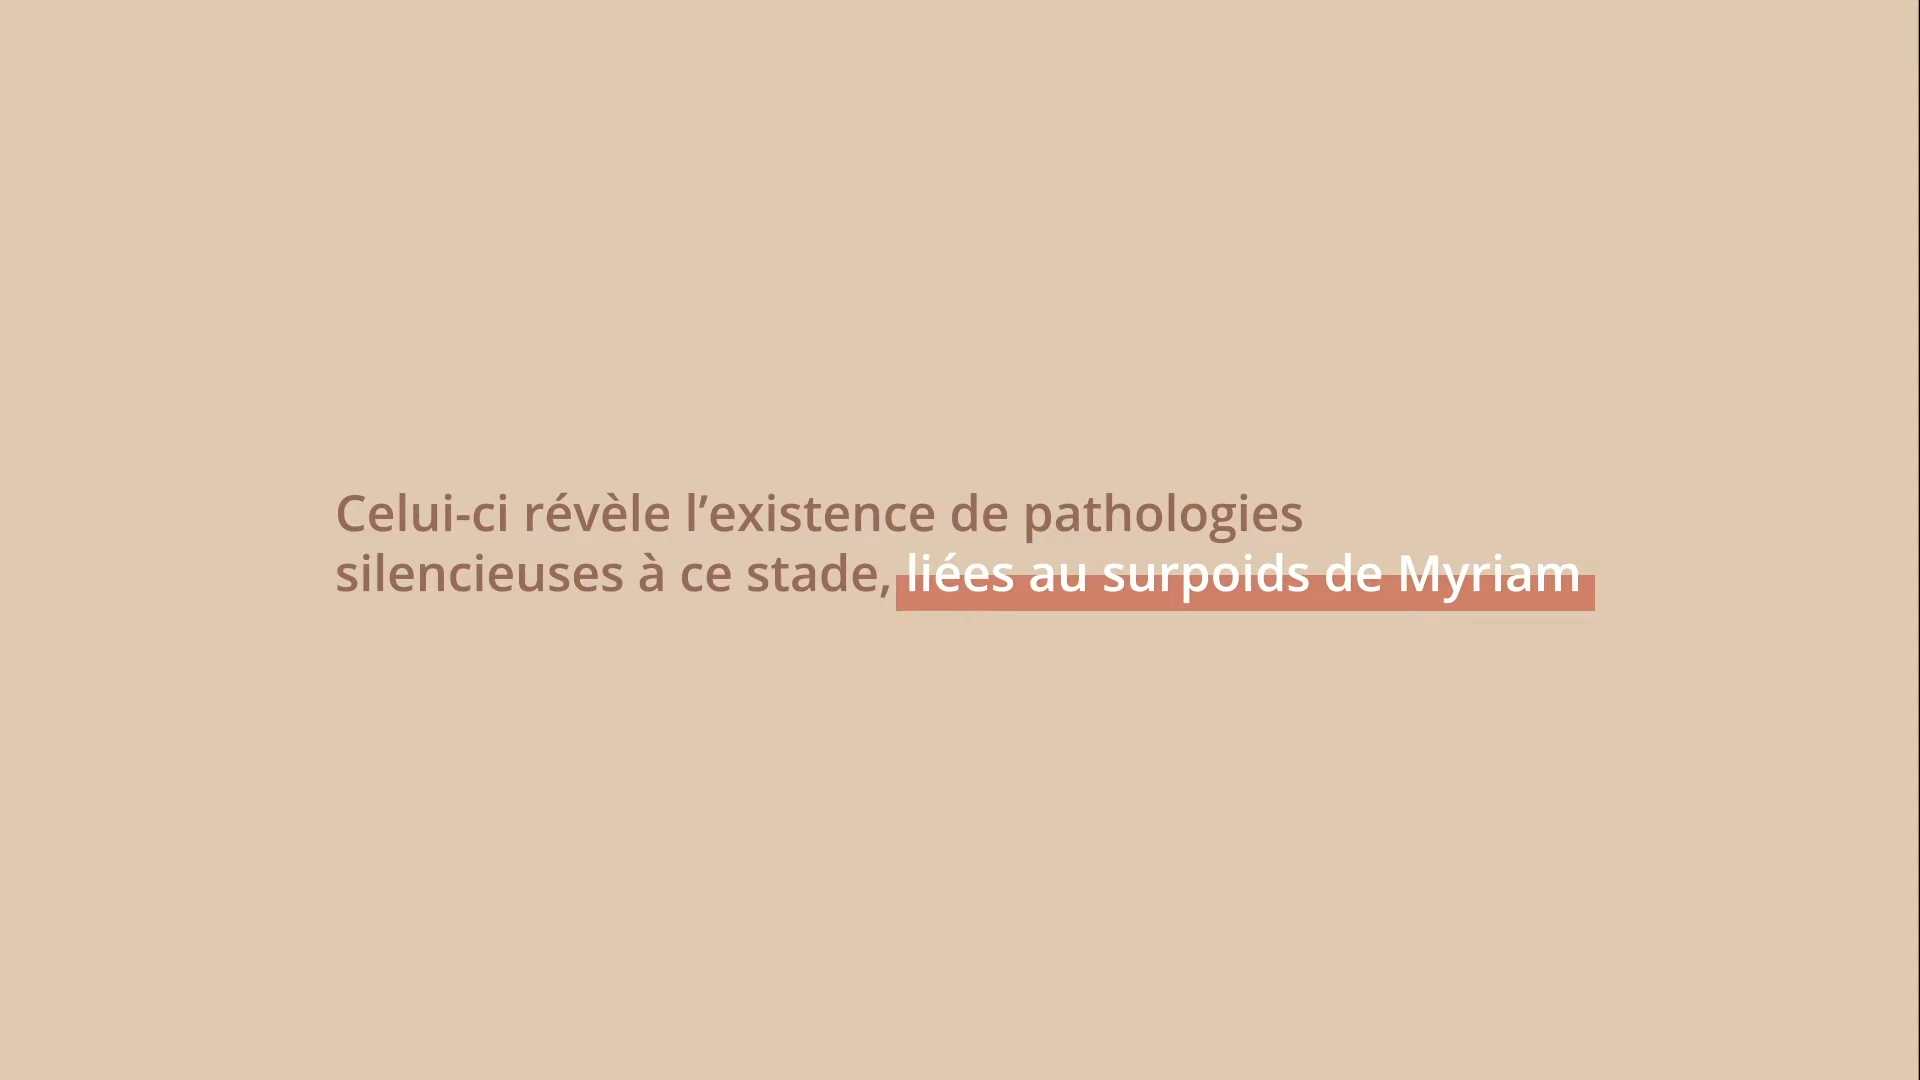 Celui-ci révèle l’existence de pathologies
silencieuses à ce stade, liées au surpoids de Myriam